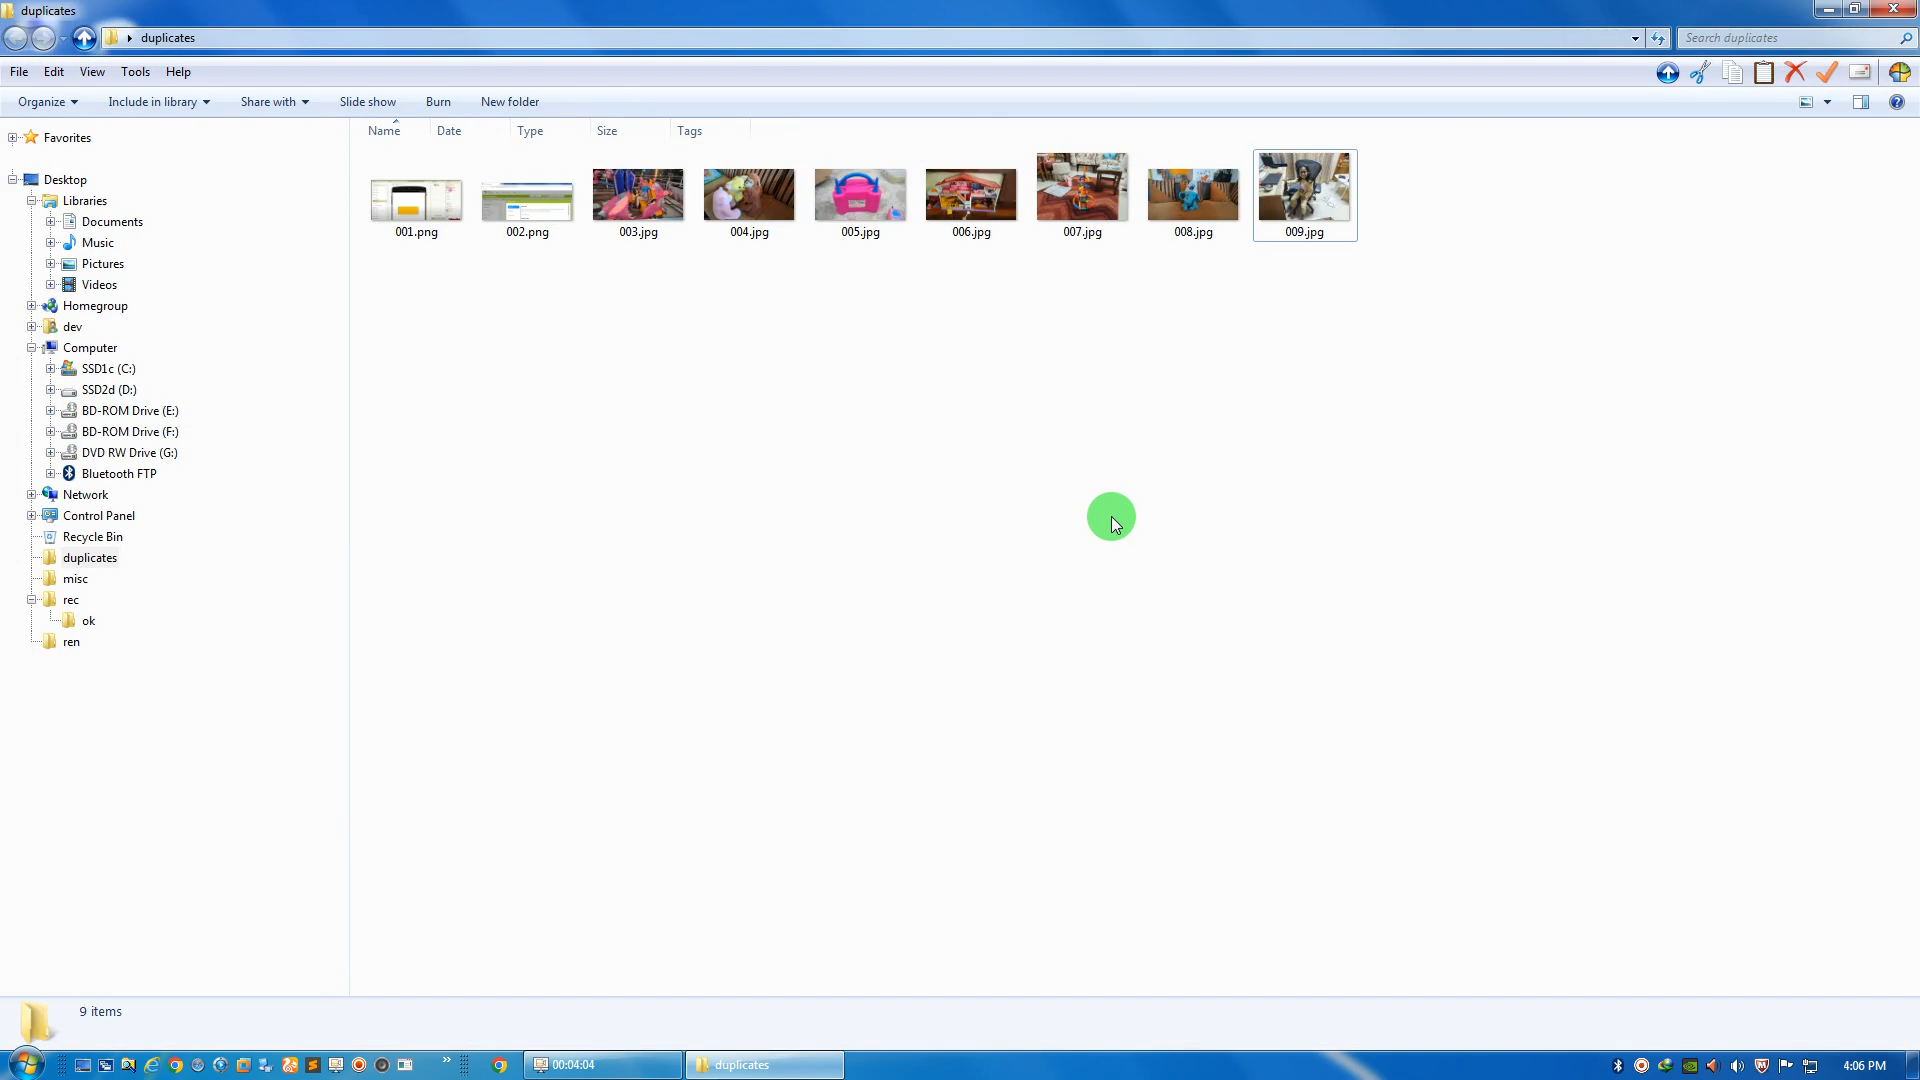 duplicates
duplicates
Search duplicates
File Edit View Tools Help
Organize Include in library Share with Slide show Burn New folder
Name Date Type Size Tags
Favorites
Desktop
Libraries
Documents
Music
Pictures
Videos
Homegroup
dev
Computer
SSD1c (C:)
SSD2d (D:)
BD-ROM Drive (E:)
BD-ROM Drive (F:)
DVD RW Drive (G:)
Bluetooth FTP
Network
Control Panel
Recycle Bin
duplicates
misc
rec
ok
ren
001.png 002.png 003.jpg 004.jpg 005.jpg 006.jpg 007.jpg 008.jpg 009.jpg
9 items
00:04:04 duplicates 4:06 PM